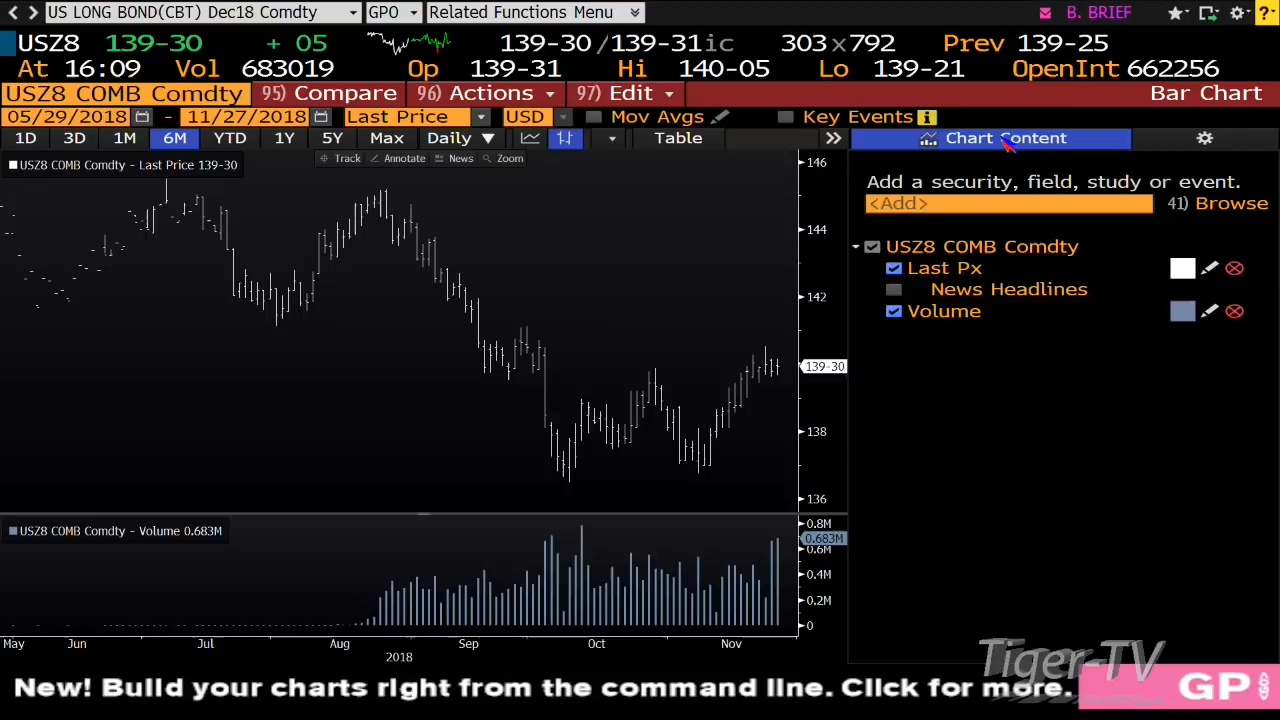 US LONG BOND(CBT) Dec18 Comdty GPO Related Functions Menu B. BRIEF ?
USZ8 139-30 + 05 139-30 /139-31ic 303x792 Prev 139-25
At 16:09 Vol 683019 Op 139-31 Hi 140-05 Lo 139-21 OpenInt 662256
USZ8 COMB Comdty 95) Compare 96) Actions 97) Edit Bar Chart
05/29/2018 - 11/27/2018 Last Price USD Mov Avgs Key Events i
1D 3D 1M 6M YTD 1Y 5Y Max Daily Table Chart Content
USZ8 COMB Comdty - Last Price 139-30 Track Annotate News Zoom
146
144
142
139-30
138
136
Add a security, field, study or event.
<Add> 41) Browse
USZ8 COMB Comdty
Last Px
News Headlines
Volume
USZ8 COMB Comdty - Volume 0.683M
0.8M
0.683M
0.6M
0.4M
0.2M
0
May Jun Jul Aug Sep Oct Nov
2018
Tiger-TV
New! Build your charts right from the command line. Click for more. GP